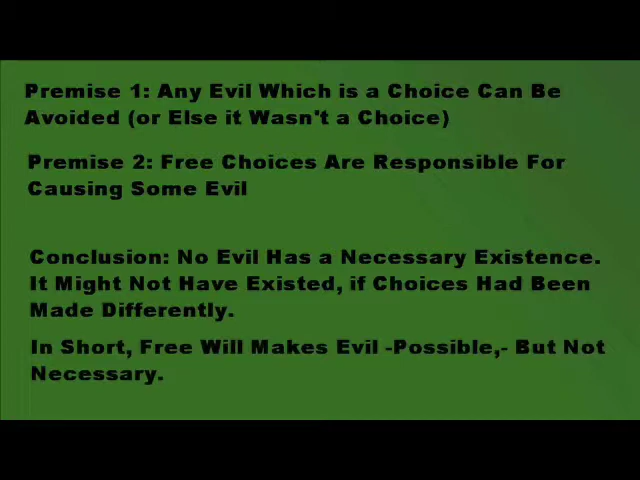 Premise 1: Any Evil Which is a Choice Can Be
Avoided (or Else it Wasn't a Choice)
Premise 2: Free Choices Are Responsible For
Causing Some Evil
Conclusion: No Evil Has a Necessary Existence.
It Might Not Have Existed, if Choices Had Been
Made Differently.
In Short, Free Will Makes Evil -Possible,- But Not
Necessary.